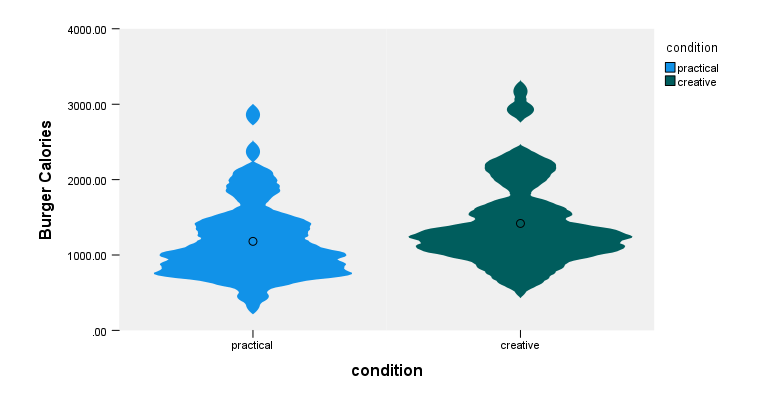 4000.00
3000.00
2000.00
1000.00
.00
Burger Calories
practical
creative
condition
condition
practical
creative